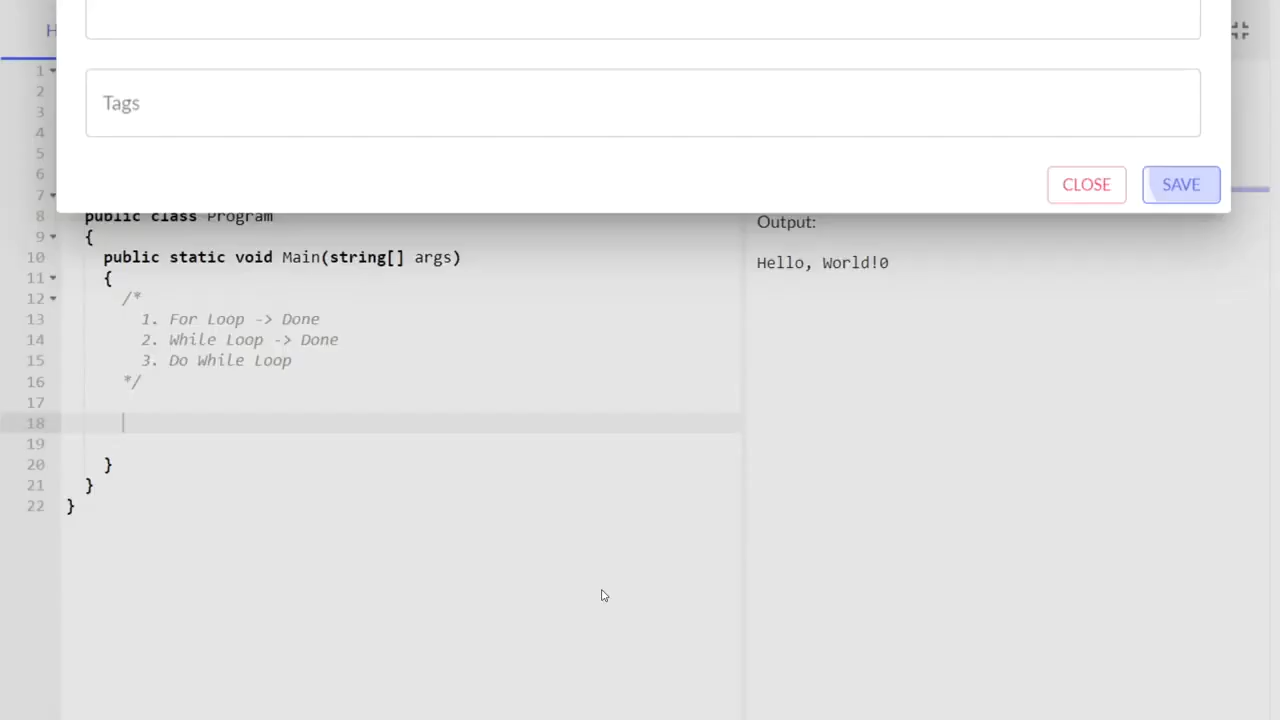 H
Tags
CLOSE SAVE
1
2
3
4
5
6
7
8 public class Program
9 {
10 public static void Main(string[] args)
11 {
12 /*
13 1. For Loop -> Done
14 2. While Loop -> Done
15 3. Do While Loop
16 */
17
18
19
20 }
21 }
22 }
Output:
Hello, World!0